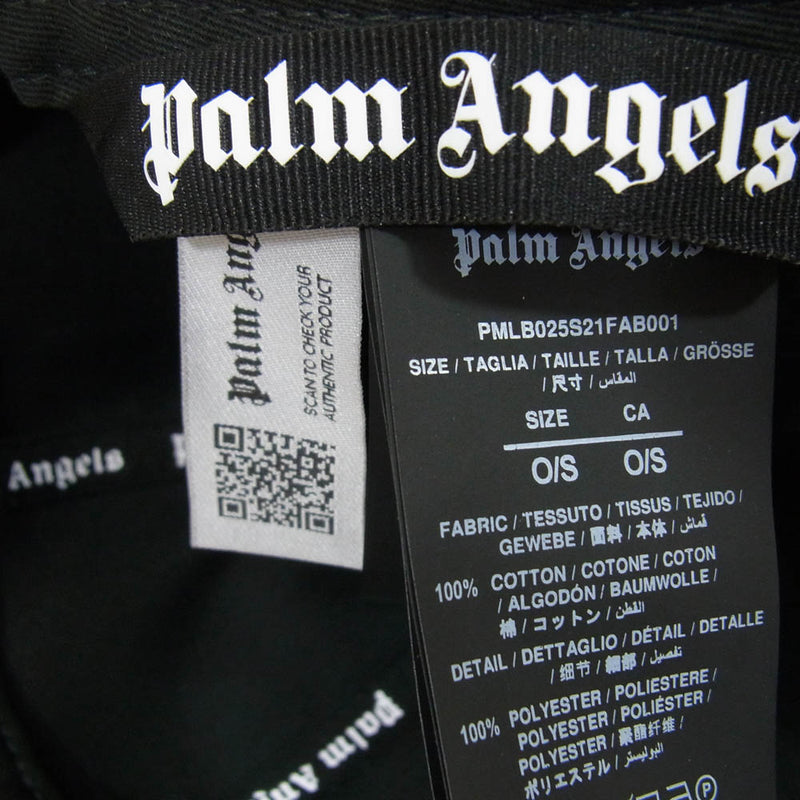 Palm Angels
Palm Angels
PMLB025S21FAB001
SIZE / TAGLIA / TAILLE / TALLA / GRÖSSE
/ 尺寸 / المقاس
SIZE CA
O/S O/S
FABRIC / TESSUTO / TISSUS / TEJIDO /
GEWEBE / 面料 / 本体 / قماش
100% COTTON / COTONE / COTON
/ ALGODÓN / BAUMWOLLE /
棉 / コットン / القطن
DETAIL / DETTAGLIO / DÉTAIL / DETALLE
/ 细节 / 細部 / تفصيل
100% POLYESTER / POLIESTERE /
POLYESTER / POLIÉSTER /
POLYESTER / 聚酯纤维 /
ポリエステル / البوليستر
P
Palm Ang
SCAN TO CHECK YOUR
AUTHENTIC PRODUCT
Angels
Palm Ang